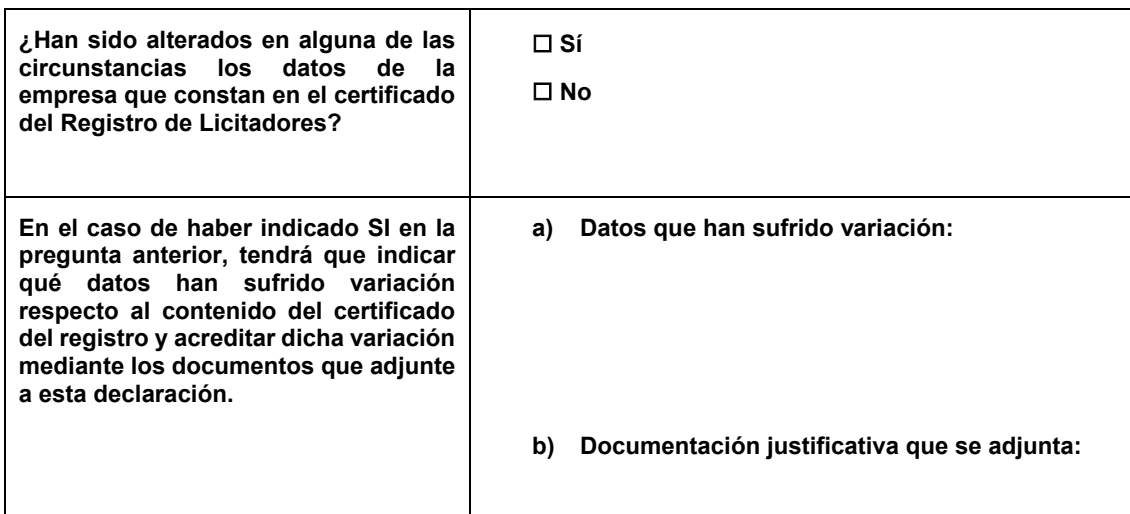 ¿Han sido alterados en alguna de las
circunstancias los datos de la
empresa que constan en el certificado
del Registro de Licitadores?
☐ Sí
☐ No
En el caso de haber indicado SI en la
pregunta anterior, tendrá que indicar
qué datos han sufrido variación
respecto al contenido del certificado
del registro y acreditar dicha variación
mediante los documentos que adjunte
a esta declaración.
a) Datos que han sufrido variación:
b) Documentación justificativa que se adjunta: